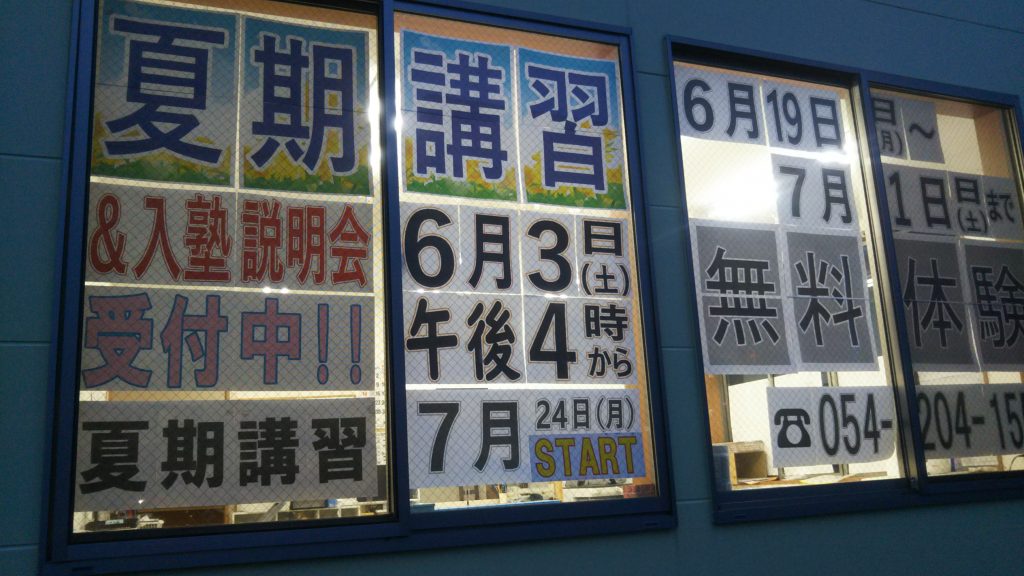 夏期講習
&入塾説明会
6月3日(土)
受付中!!
午後4時から
夏期講習
7月24日(月)
START
6月19日(月)~
7月1日(土)まで
無料体験
☎054-204-15